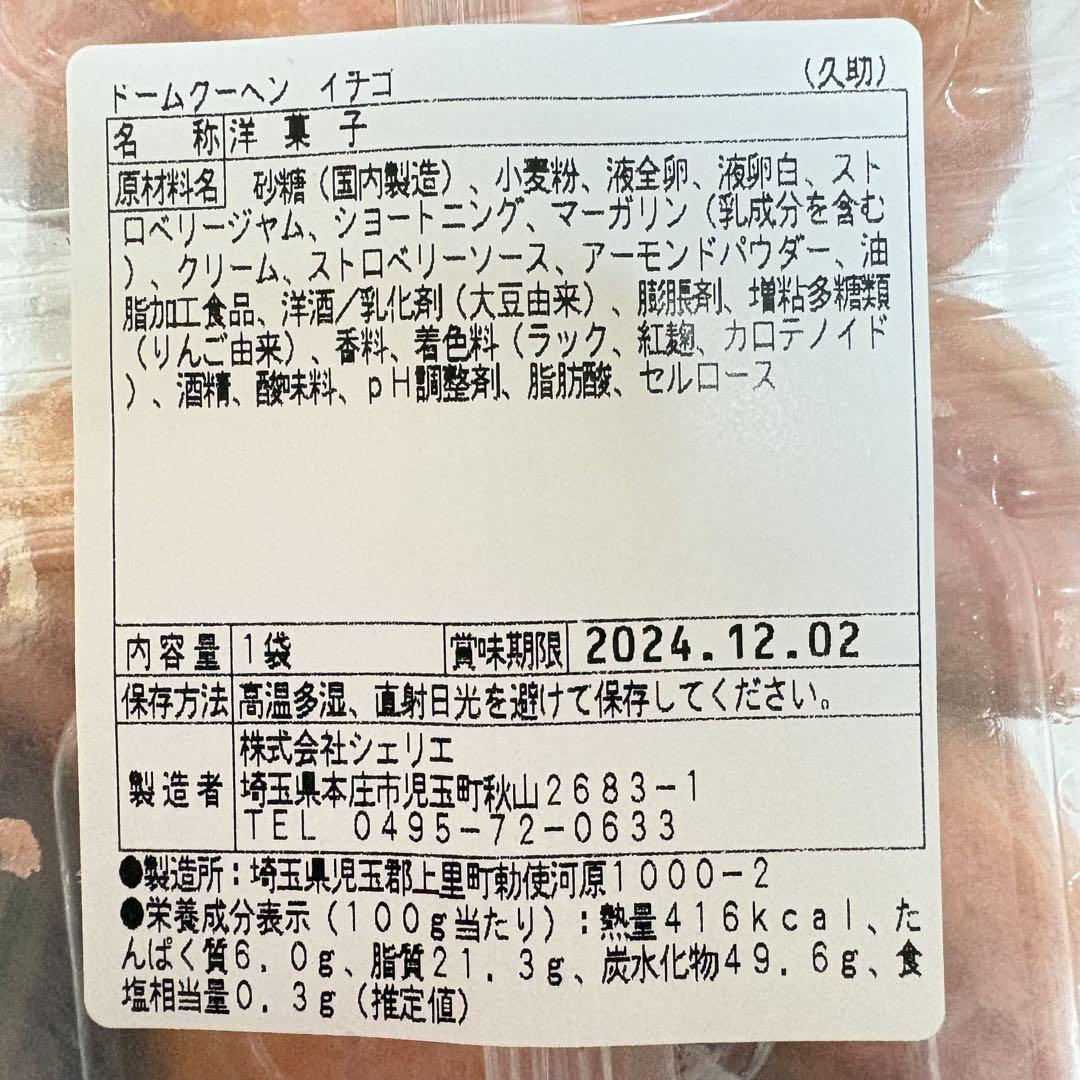 ドームクーヘン イチゴ (久助)
名 称 洋 菓 子
原材料名 砂糖(国内製造)、小麦粉、液全卵、液卵白、スト
ロベリージャム、ショートニング、マーガリン(乳成分を含む
)、クリーム、ストロベリーソース、アーモンドパウダー、油
脂加工食品、洋酒/乳化剤(大豆由来)、膨脹剤、増粘多糖類
(りんご由来)、香料、着色料(ラック、紅麹、カロテノイド
)、酒精、酸味料、pH調整剤、脂肪酸、セルロース
内容量 1袋 賞味期限 2024.12.02
保存方法 高温多湿、直射日光を避けて保存してください。
製造者 株式会社シェリエ
埼玉県本庄市児玉町秋山2683-1
TEL 0495-72-0633
●製造所:埼玉県児玉郡上里町勅使河原1000-2
●栄養成分表示(100g当たり):熱量416kcal、た
んぱく質6.0g、脂質21.3g、炭水化物49.6g、食
塩相当量0.3g(推定値)